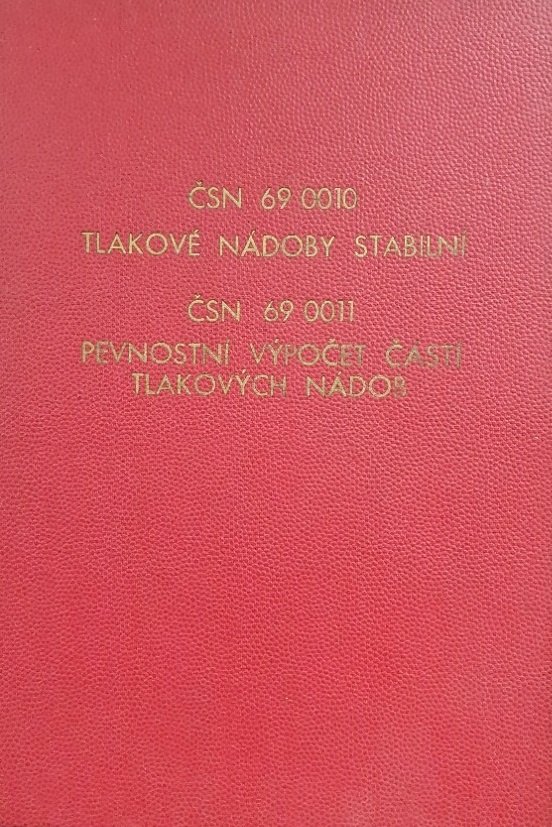 ČSN 69 0010
TLAKOVÉ NÁDOBY STABILNÍ
ČSN 69 0011
PEVNOSTNÍ VÝPOČET ČÁSTÍ
TLAKOVÝCH NÁDOB